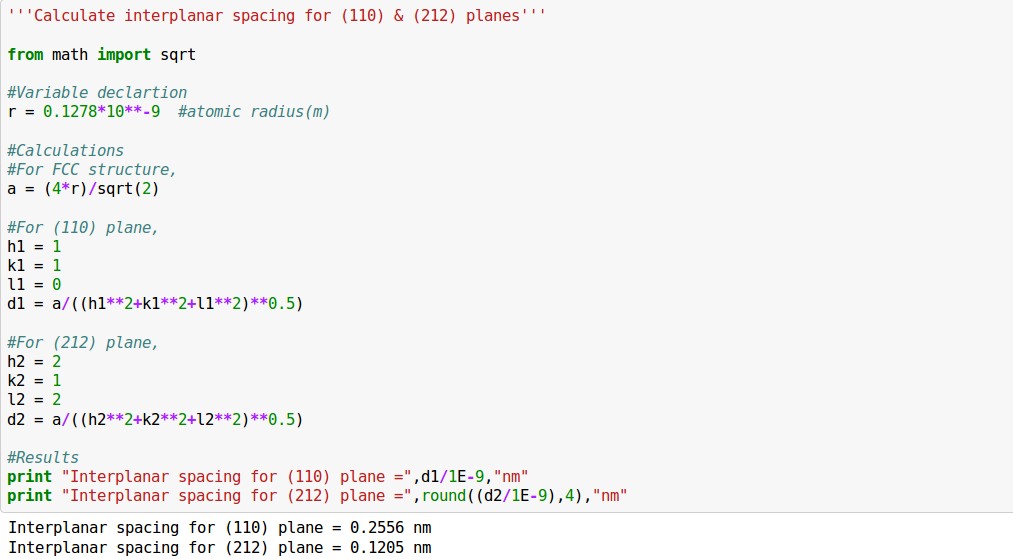 '''Calculate interplanar spacing for (110) & (212) planes'''
from math import sqrt
#Variable declartion
r = 0.1278*10**-9  #atomic radius(m)
#Calculations
#For FCC structure,
a = (4*r)/sqrt(2)
#For (110) plane,
h1 = 1
k1 = 1
l1 = 0
d1 = a/((h1**2+k1**2+l1**2)**0.5)
#For (212) plane,
h2 = 2
k2 = 1
l2 = 2
d2 = a/((h2**2+k2**2+l2**2)**0.5)
#Results
print "Interplanar spacing for (110) plane =",d1/1E-9,"nm"
print "Interplanar spacing for (212) plane =",round((d2/1E-9),4),"nm"
Interplanar spacing for (110) plane = 0.2556 nm
Interplanar spacing for (212) plane = 0.1205 nm